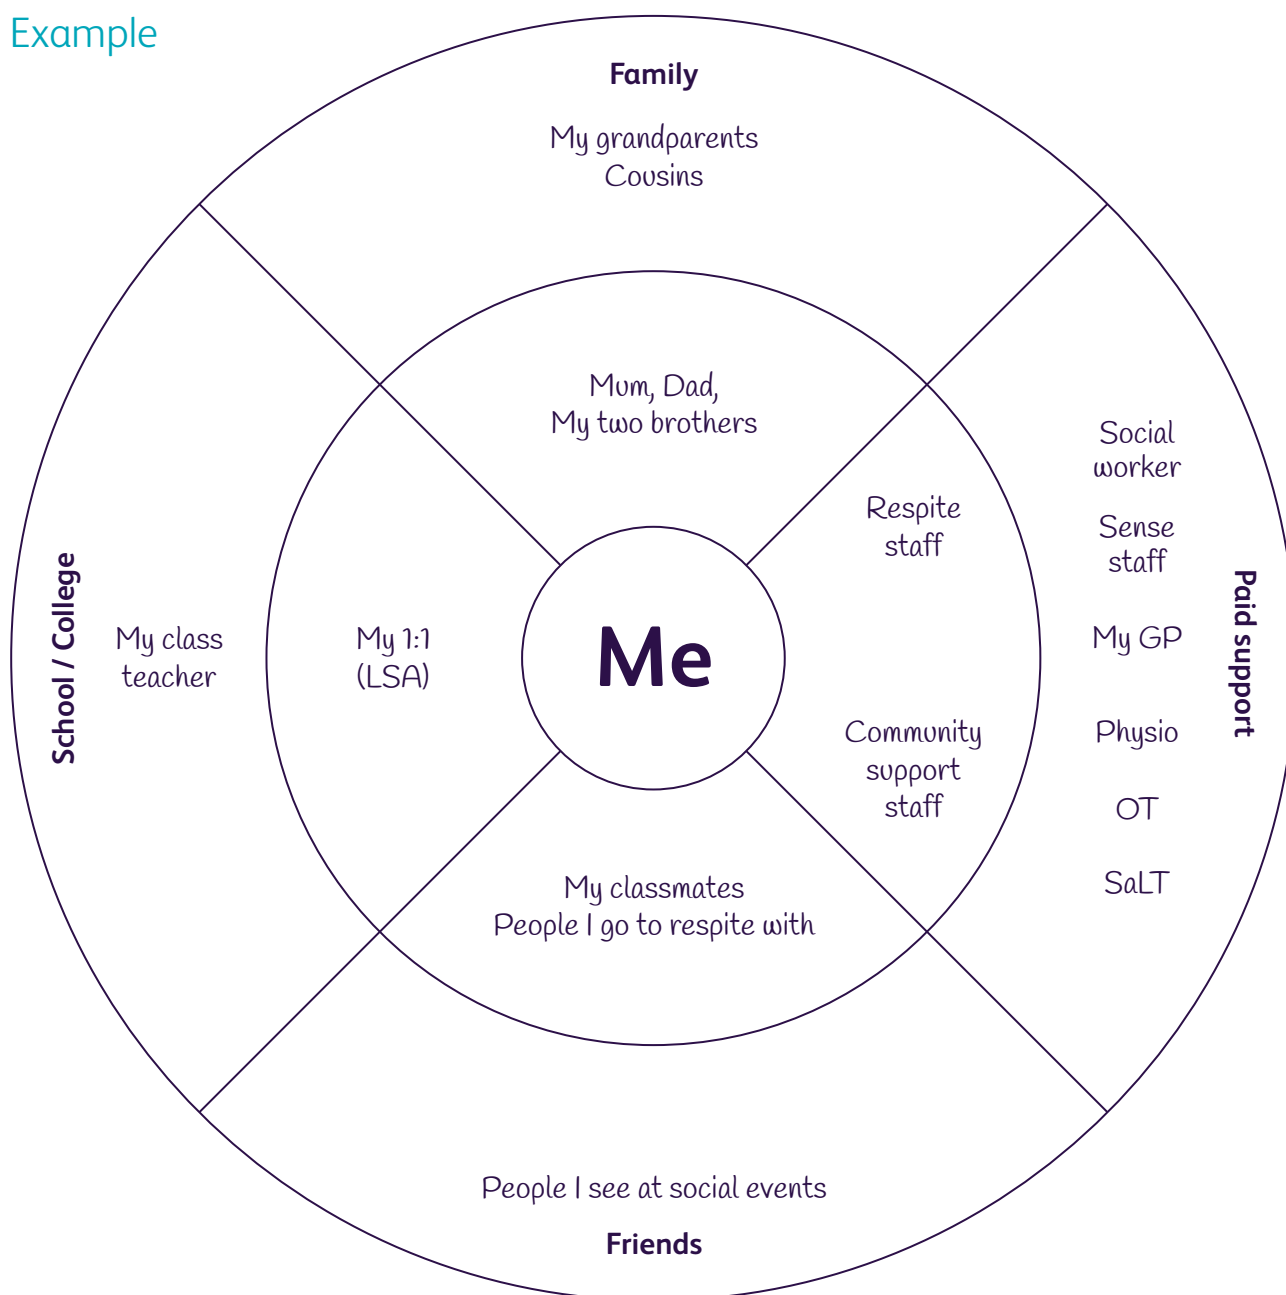 Example
Family
My grandparents
Cousins
Mum, Dad,
My two brothers
School / College
My class
teacher
My 1:1
(LSA)
Me
Respite
staff
Community
support
staff
Social
worker
Sense
staff
My GP
Physio
OT
SaLT
Paid support
My classmates
People I go to respite with
People I see at social events
Friends